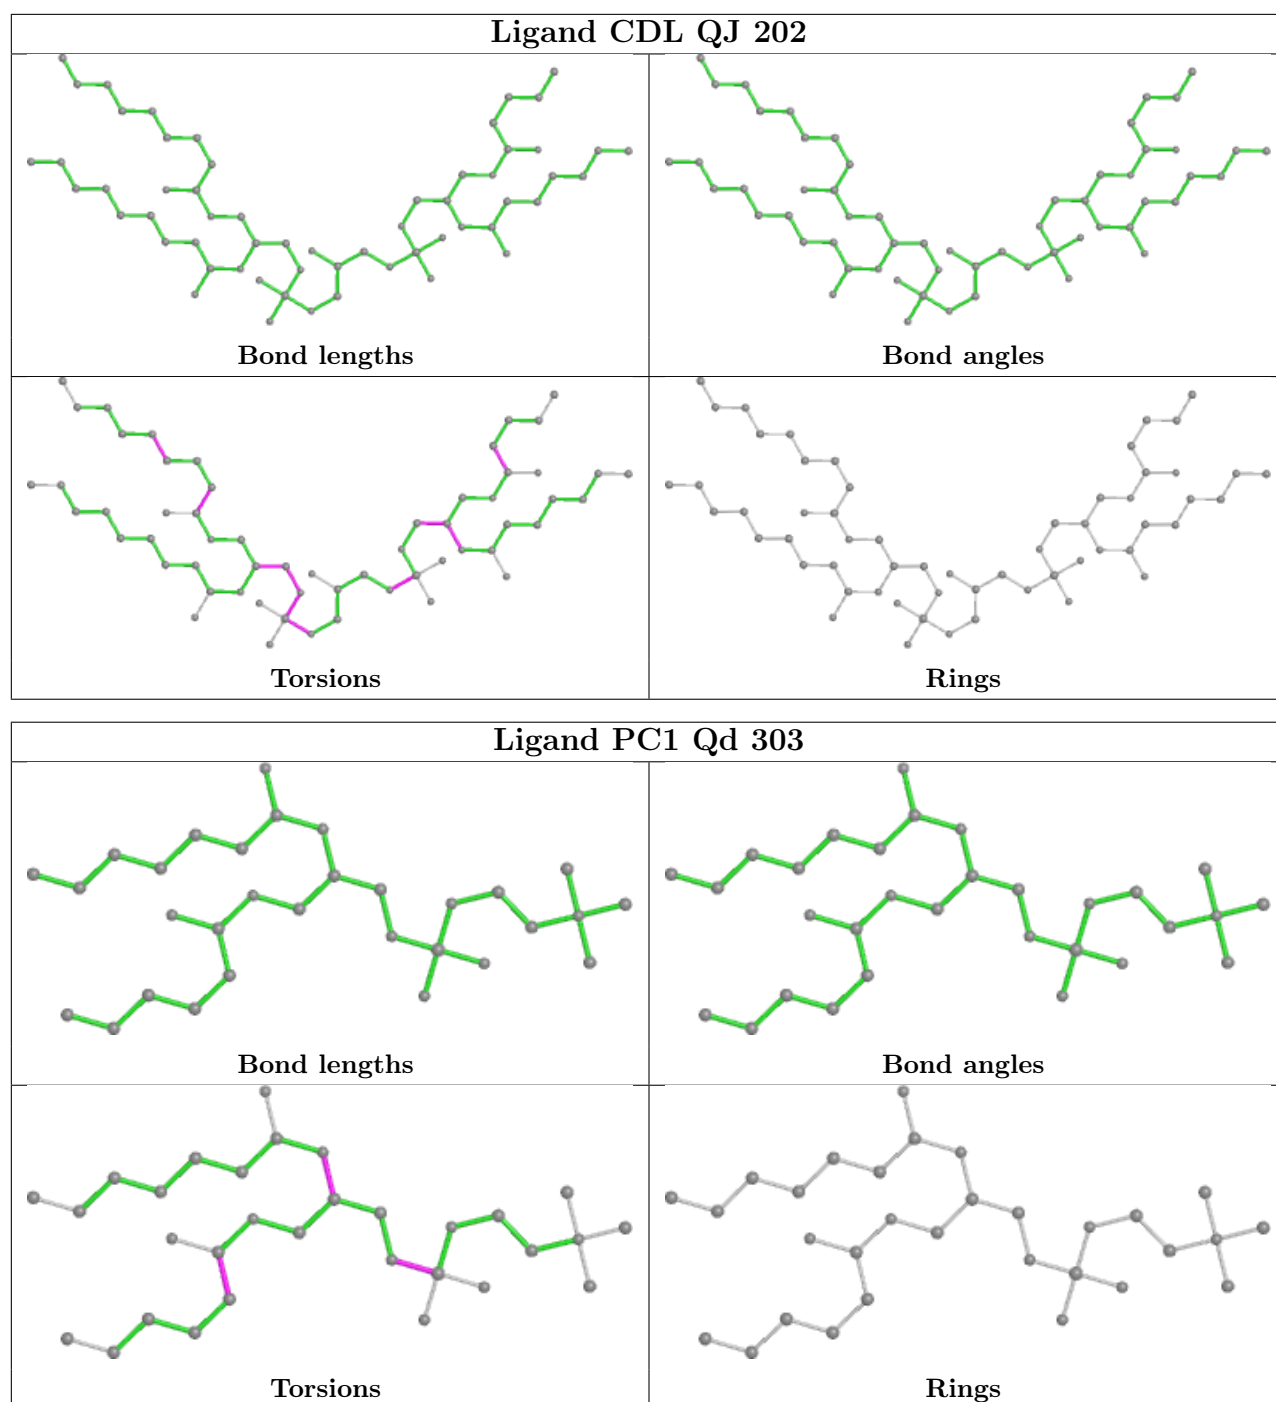 Ligand CDL QJ 202
Bond lengths
Bond angles
Torsions
Rings
Ligand PC1 Qd 303
Bond lengths
Bond angles
Torsions
Rings